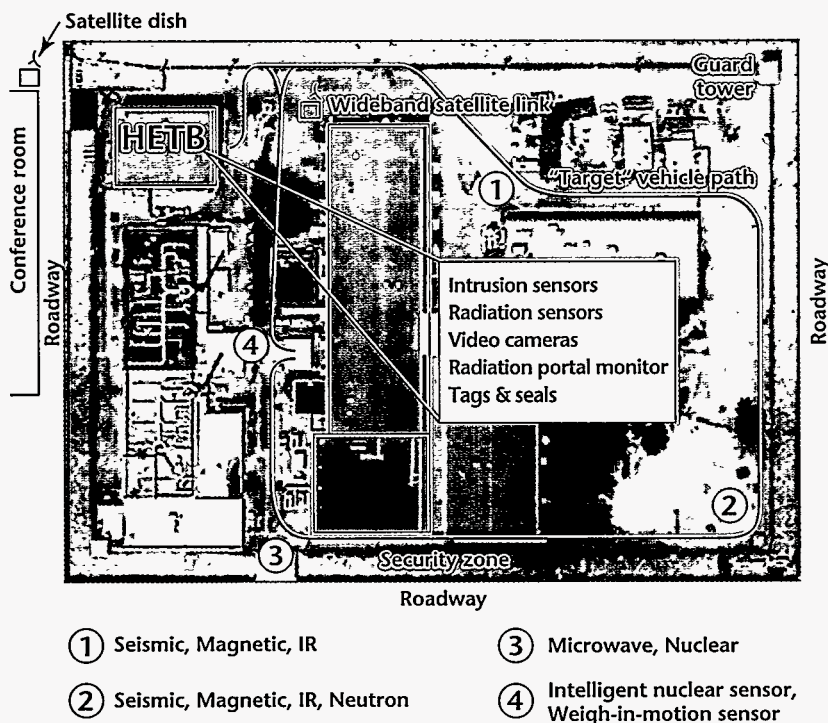 Satellite dish
Conference room
Roadway
HETB
Wideband satellite link
Guard
tower
"Target" vehicle path
1
Intrusion sensors
Radiation sensors
Video cameras
Radiation portal monitor
Tags & seals
4
2
3
Security zone
Roadway
Roadway
1 Seismic, Magnetic, IR
2 Seismic, Magnetic, IR, Neutron
3 Microwave, Nuclear
4 Intelligent nuclear sensor,
Weigh-in-motion sensor